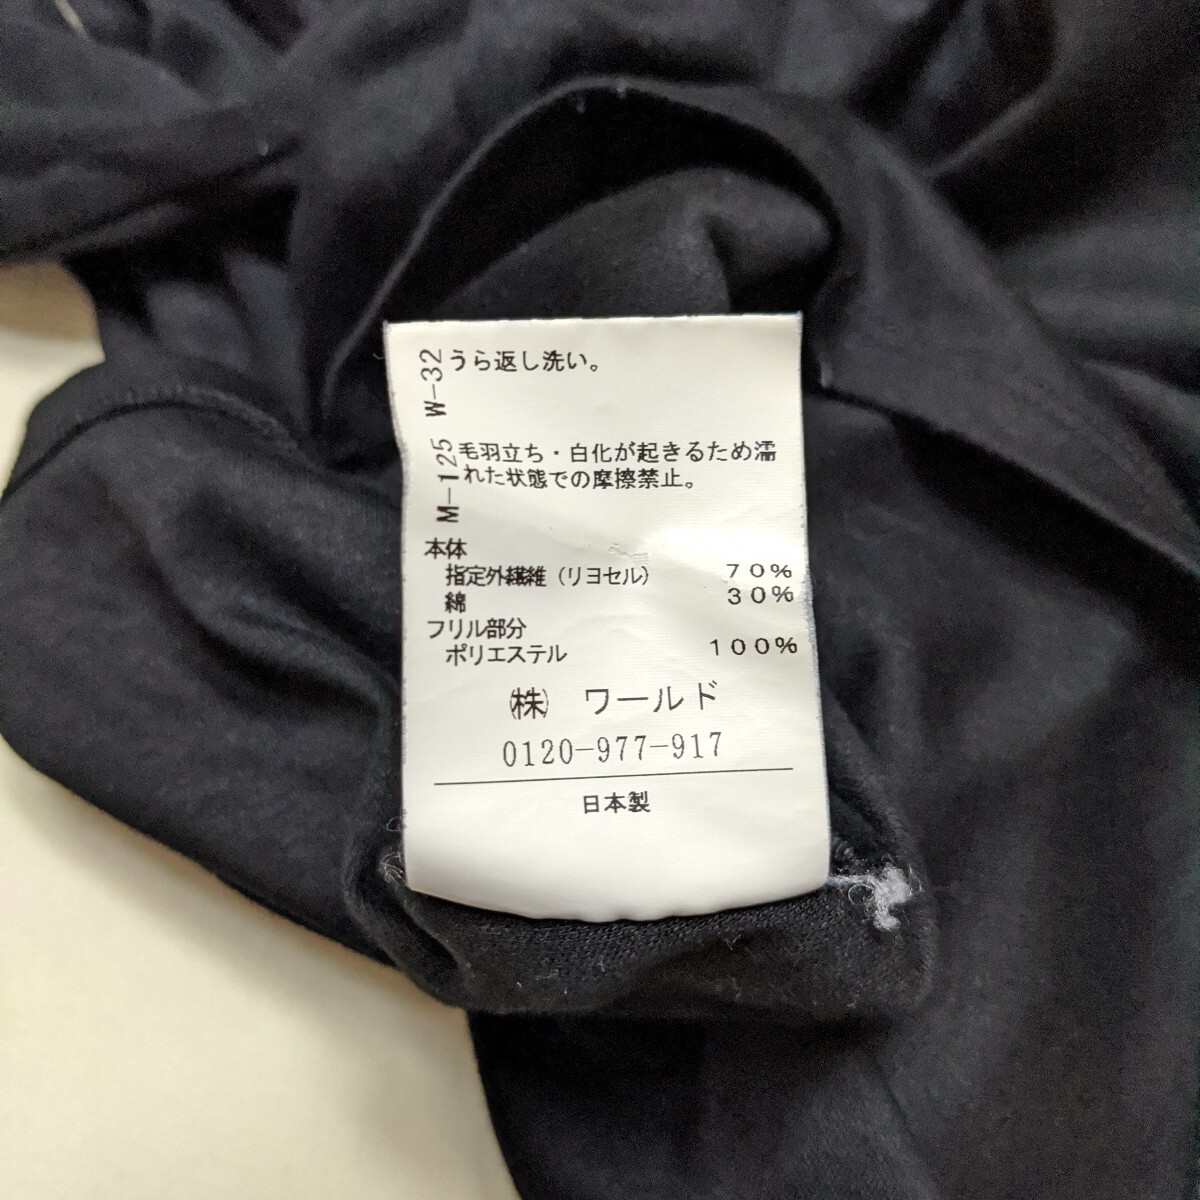 W-32
うら返し洗い。
M-125
毛羽立ち・白化が起きるため濡
れた状態での摩擦禁止。
本体
指定外繊維（リヨセル） 70%
綿 30%
フリル部分
ポリエステル 100%
㈱ ワールド
0120-977-917
日本製